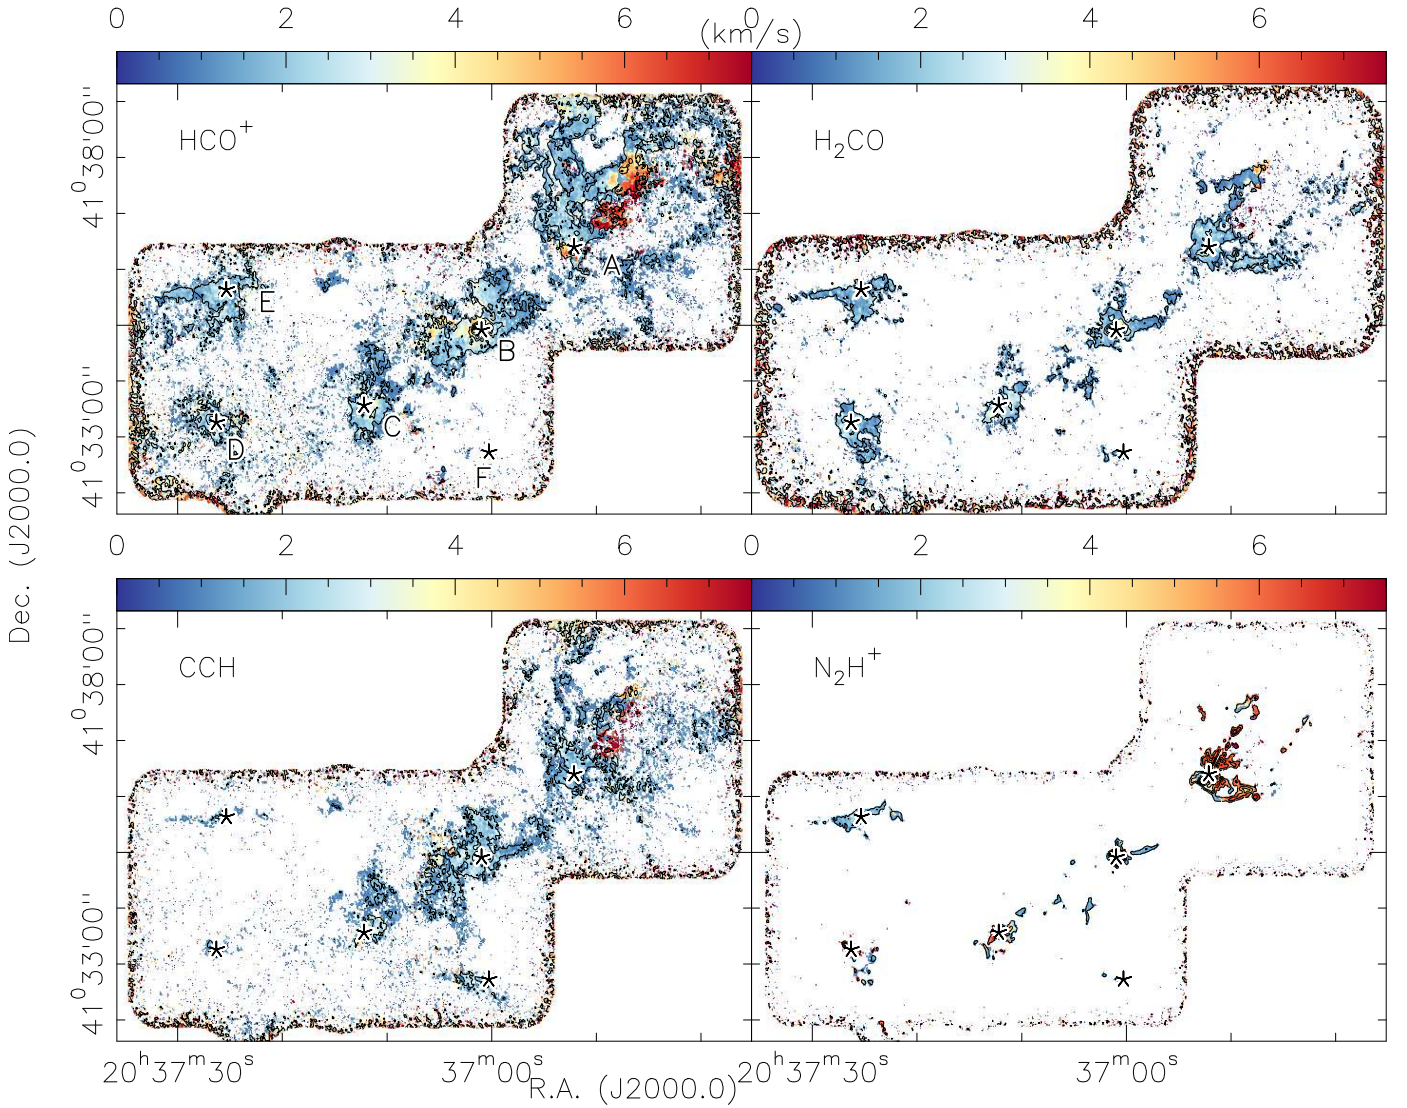 0 2 4 6 0 2 4 6
(km/s)
HCO+ H2CO
A
E
B
C
D
F
41°38'00"
41°33'00"
0 2 4 6 0 2 4 6
CCH N2H+
41°38'00"
41°33'00"
Dec. (J2000.0)
20h37m30s 37m00s 20h37m30s 37m00s
R.A. (J2000.0)